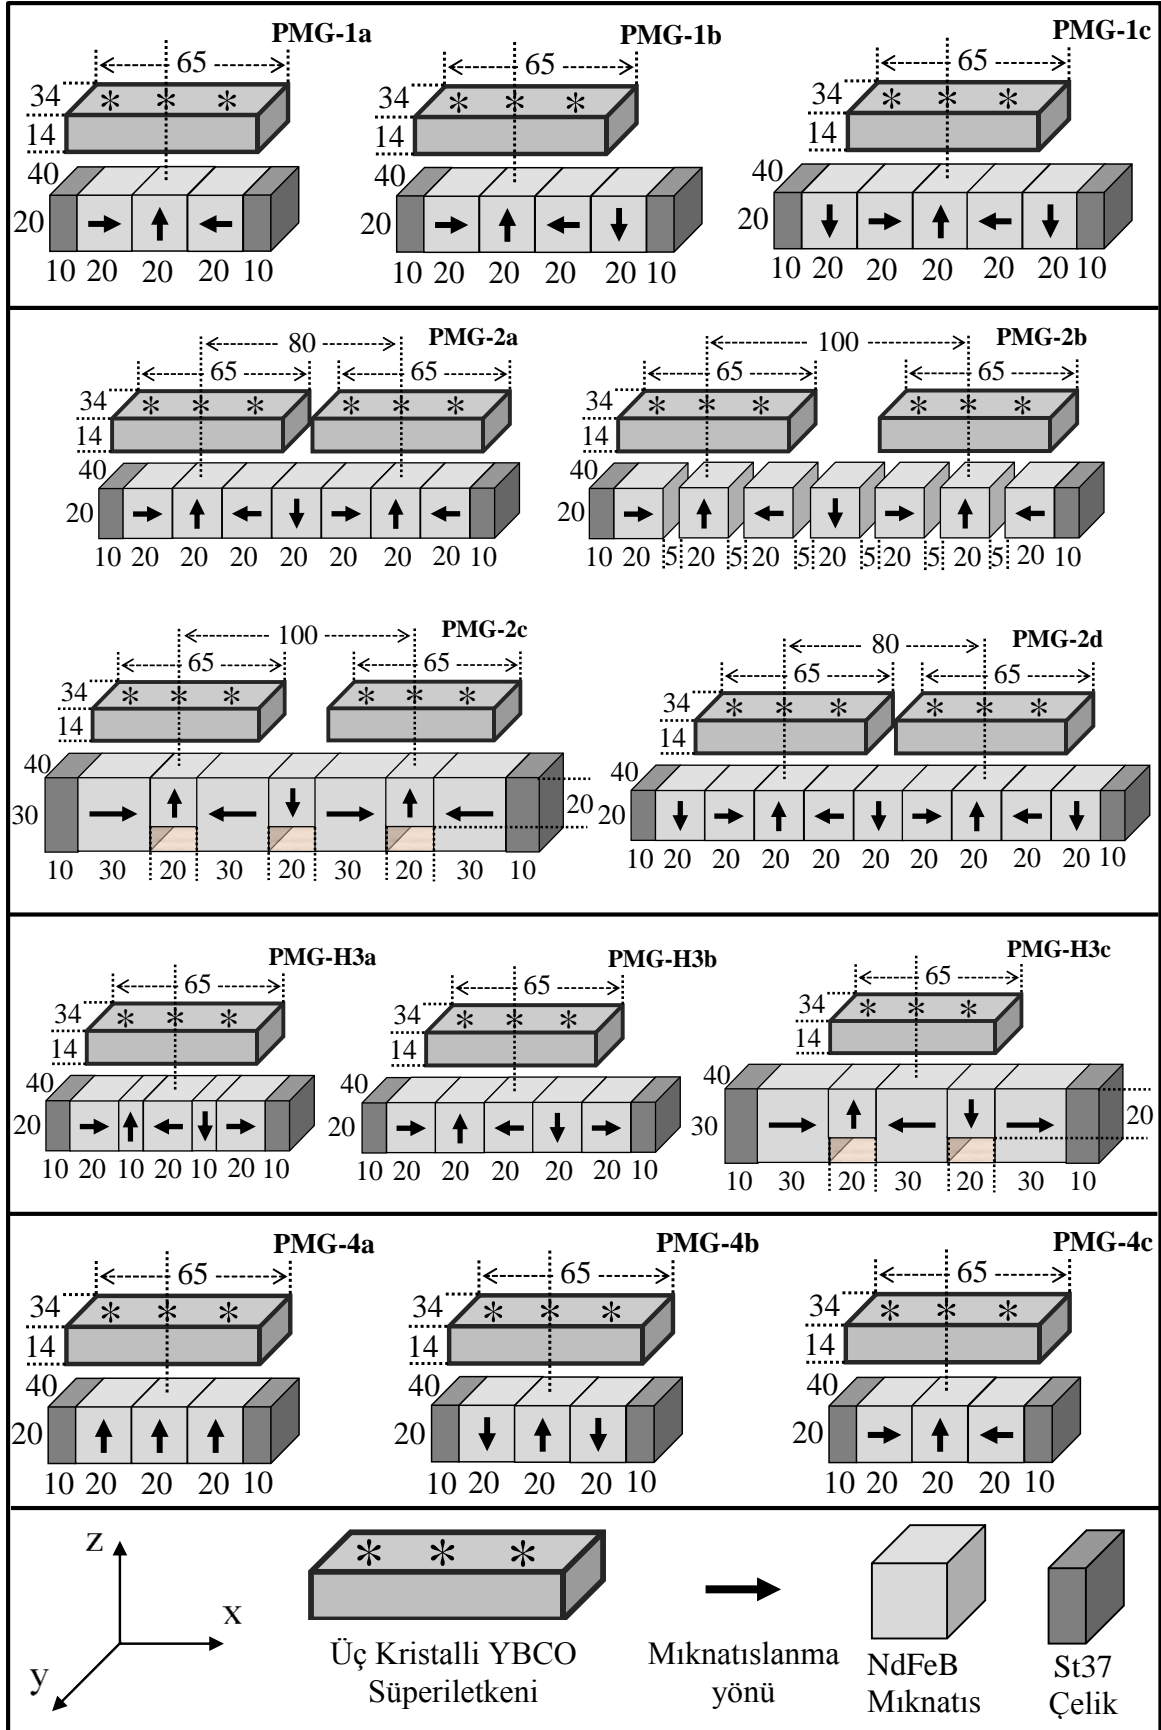 PMG-1a PMG-1b PMG-1c
65 65 65
34 34 34
14 14 14
40 40 40
20 20 20
10 20 20 20 10 10 20 20 20 20 10 10 20 20 20 20 20 10
PMG-2a PMG-2b
80 100
65 65 65 65
34 34
14 14
40 40
20 20
10 20 20 20 20 20 20 20 10 10 20 5 20 5 20 5 20 5 20 5 20 5 20 10
PMG-2c PMG-2d
100 80
65 65 65 65
34 34
14 14
40 40
30 20 20
10 30 20 30 20 30 20 30 10 10 20 20 20 20 20 20 20 20 20 10
PMG-H3a PMG-H3b PMG-H3c
65 65 65
34 34 34
14 14 14
40 40 40
20 20 30 20
10 20 10 20 10 20 10 10 20 20 20 20 20 10 10 30 20 30 20 30 10
PMG-4a PMG-4b PMG-4c
65 65 65
34 34 34
14 14 14
40 40 40
20 20 20
10 20 20 20 10 10 20 20 20 10 10 20 20 20 10
* * *
z
x
y
Üç Kristalli YBCO
Süperiletkeni
Mıknatıslanma
yönü
NdFeB
Mıknatıs
St37
Çelik